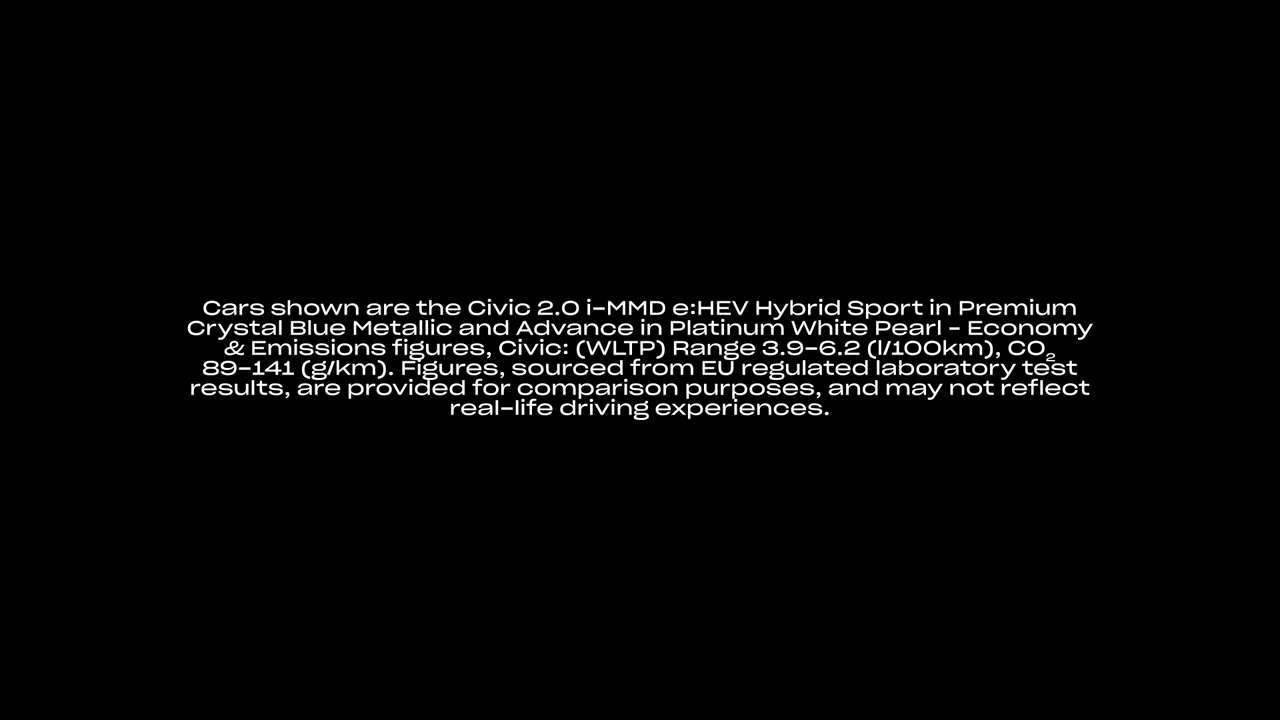 Cars shown are the Civic 2.0 i-MMD e:HEV Hybrid Sport in Premium
Crystal Blue Metallic and Advance in Platinum White Pearl - Economy
& Emissions figures, Civic: (WLTP) Range 3.9-6.2 (l/100km), CO₂
89-141 (g/km). Figures, sourced from EU regulated laboratory test
results, are provided for comparison purposes, and may not reflect
real-life driving experiences.